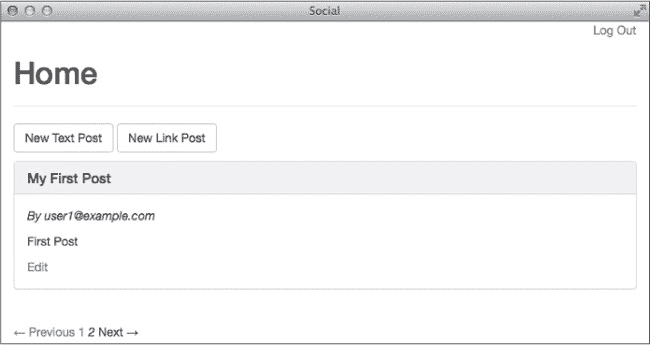 Social
Log Out
Home
New Text Post New Link Post
My First Post
By user1@example.com
First Post
Edit
← Previous 1 2 Next →